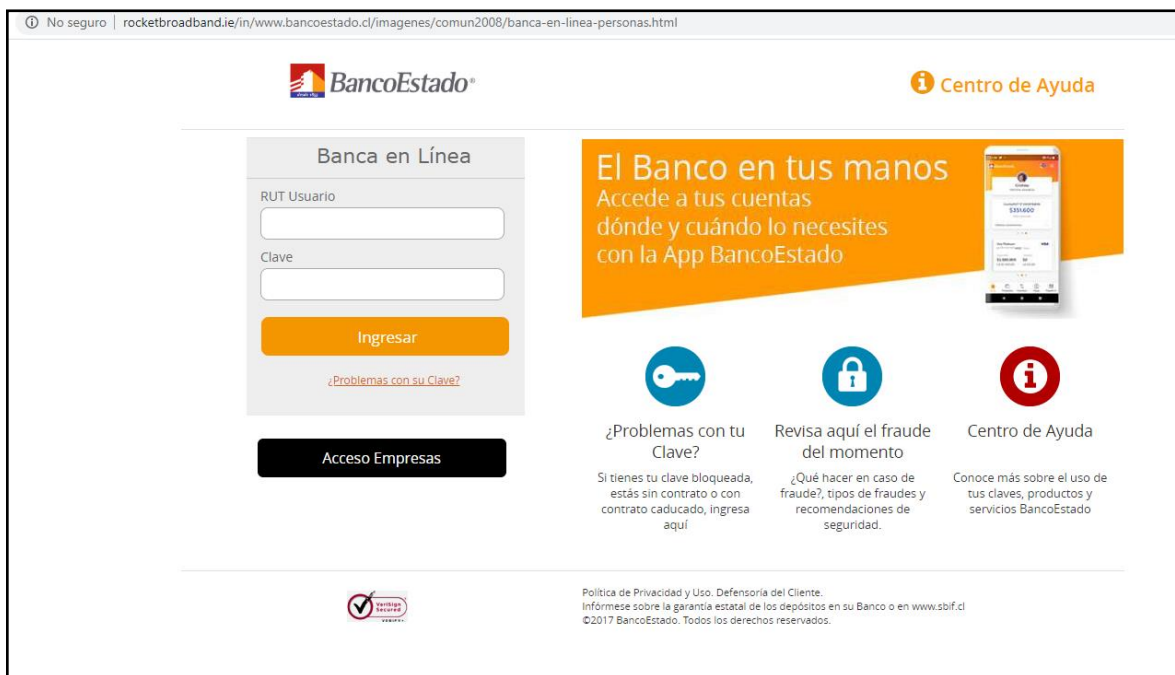 No seguro | rocketbroadband.ie/in/www.bancoestado.cl/imagenes/comun2008/banca-en-linea-personas.html
BancoEstado®
Centro de Ayuda
Banca en Línea
RUT Usuario
Clave
Ingresar
¿Problemas con su Clave?
Acceso Empresas
El Banco en tus manos
Accede a tus cuentas
dónde y cuándo lo necesites
con la App BancoEstado
¿Problemas con tu
Clave?
Si tienes tu clave bloqueada,
estás sin contrato o con
contrato caducado, ingresa
aquí
Revisa aquí el fraude
del momento
¿Qué hacer en caso de
fraude?, tipos de fraudes y
recomendaciones de
seguridad.
Centro de Ayuda
Conoce más sobre el uso de
tus claves, productos y
servicios BancoEstado
VeriSign
Secured
VERIFY
Política de Privacidad y Uso. Defensoría del Cliente.
Infórmese sobre la garantía estatal de los depósitos en su Banco o en www.sbif.cl
©2017 BancoEstado. Todos los derechos reservados.